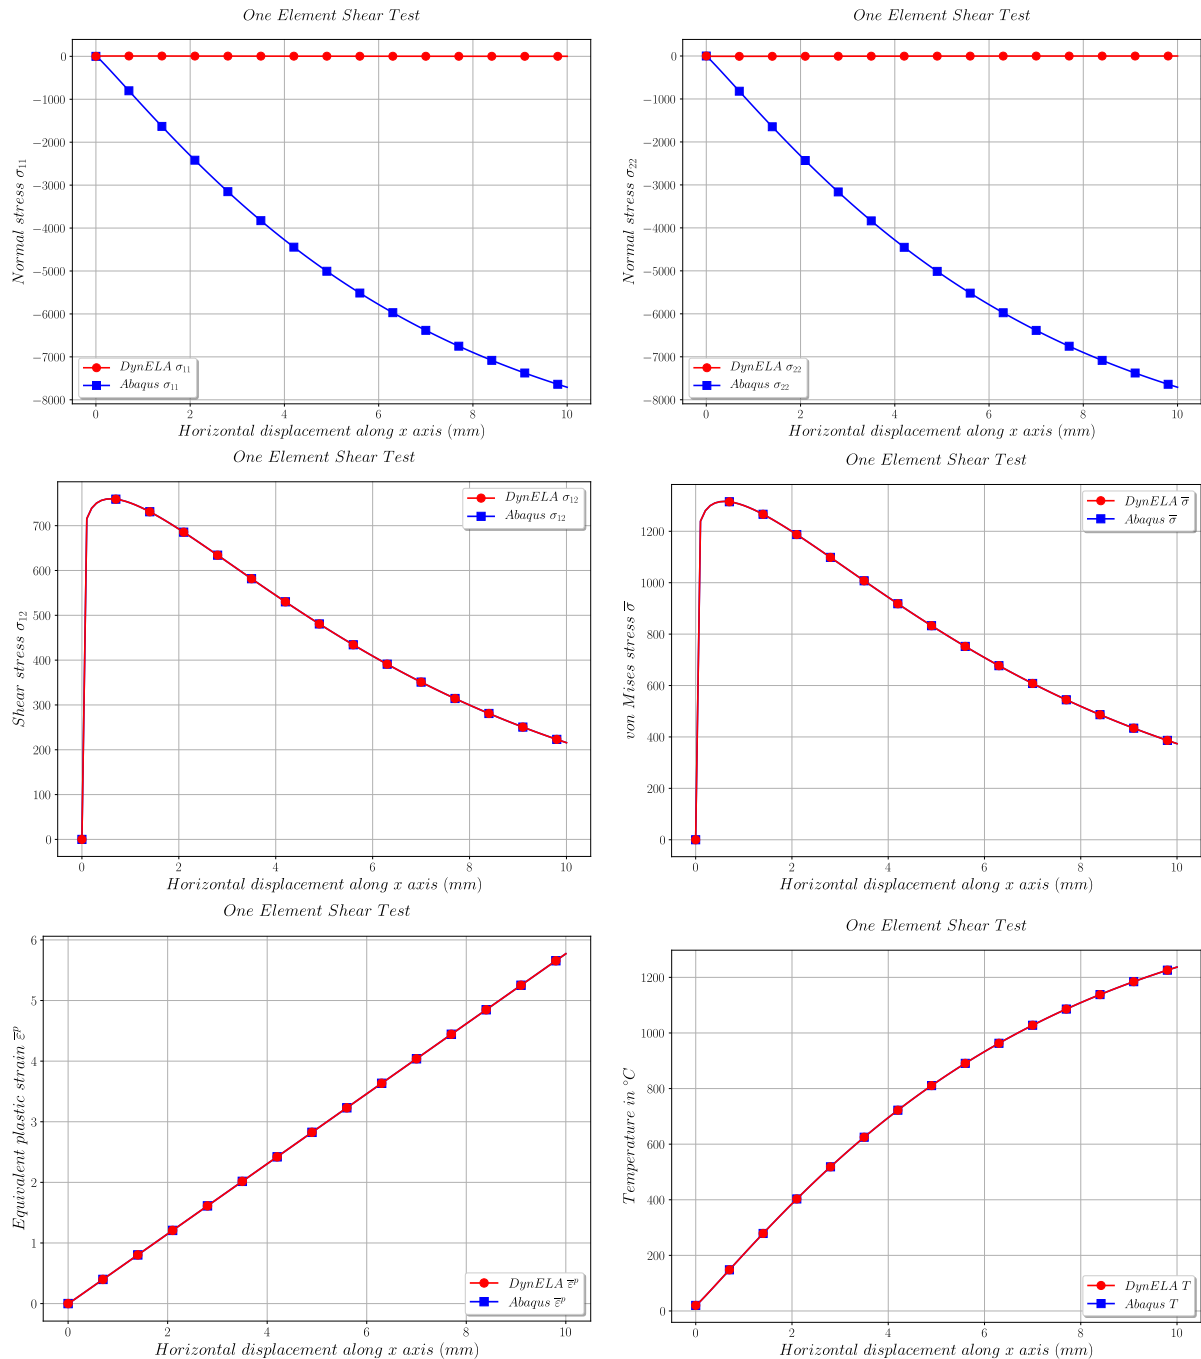 One Element Shear Test
0
−1000
−2000
−3000
−4000
−5000
−6000
−7000
−8000
Normal stress σ₁₁
DynELA σ₁₁
Abaqus σ₁₁
0 2 4 6 8 10
Horizontal displacement along x axis (mm)
One Element Shear Test
0
−1000
−2000
−3000
−4000
−5000
−6000
−7000
−8000
Normal stress σ₂₂
DynELA σ₂₂
Abaqus σ₂₂
0 2 4 6 8 10
Horizontal displacement along x axis (mm)
One Element Shear Test
700
600
500
400
300
200
100
0
Shear stress σ₁₂
DynELA σ₁₂
Abaqus σ₁₂
0 2 4 6 8 10
Horizontal displacement along x axis (mm)
One Element Shear Test
1200
1000
800
600
400
200
0
von Mises stress σ̅
DynELA σ̅
Abaqus σ̅
0 2 4 6 8 10
Horizontal displacement along x axis (mm)
One Element Shear Test
6
5
4
3
2
1
0
Equivalent plastic strain ε̅ᵖ
DynELA ε̅ᵖ
Abaqus ε̅ᵖ
0 2 4 6 8 10
Horizontal displacement along x axis (mm)
One Element Shear Test
1200
1000
800
600
400
200
0
Temperature in °C
DynELA T
Abaqus T
0 2 4 6 8 10
Horizontal displacement along x axis (mm)